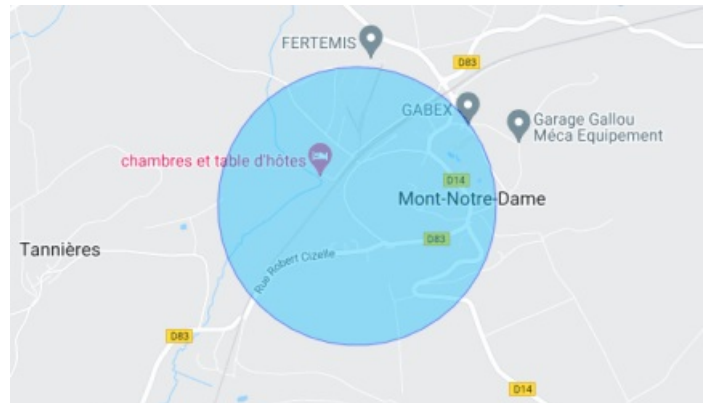 FERTEMIS
D83
GABEX
Garage Gallou
Méca Equipement
chambres et table d'hôtes
D14
Mont-Notre-Dame
D83
Tannières
Rue Robert Cizelle
D83
D14